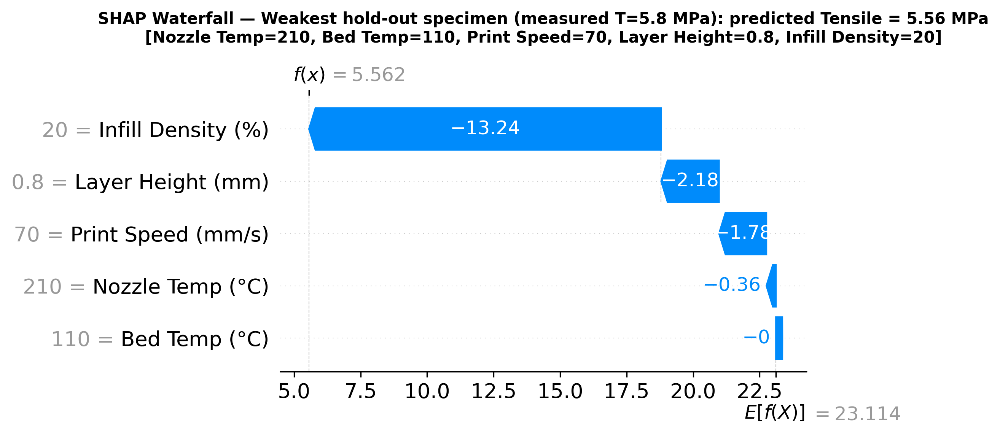 SHAP Waterfall — Weakest hold-out specimen (measured T=5.8 MPa): predicted Tensile = 5.56 MPa
[Nozzle Temp=210, Bed Temp=110, Print Speed=70, Layer Height=0.8, Infill Density=20]
f(x) = 5.562
20 = Infill Density (%)
−13.24
0.8 = Layer Height (mm)
−2.18
70 = Print Speed (mm/s)
−1.78
210 = Nozzle Temp (°C)
−0.36
110 = Bed Temp (°C)
−0
5.0 7.5 10.0 12.5 15.0 17.5 20.0 22.5
E[f(X)] = 23.114